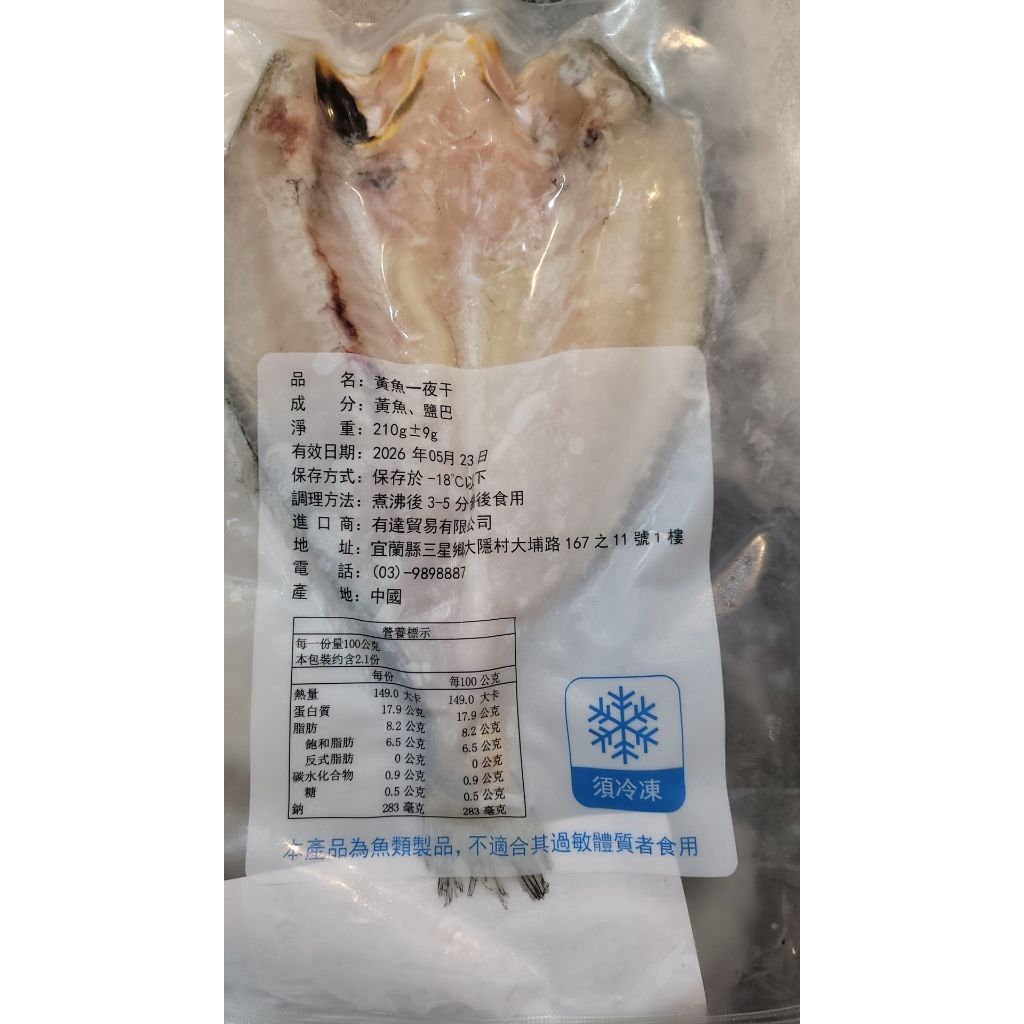 品 名：黃魚一夜干
成 分：黃魚、鹽巴
淨 重：210g±9g
有效日期：2026 年05月 23日
保存方式：保存於 -18℃以下
調理方法：煮沸後 3-5 分後食用
進 口 商：有達貿易有限公司
地 址：宜蘭縣三星鄉大隱村大埔路 167 之 11 號 1 樓
電 話：(03)-9898887
產 地：中國
營養標示
每一份量100公克
本包裝約含2.1份
每份 每100 公克
熱量 149.0 大卡 149.0 大卡
蛋白質 17.9 公克 17.9 公克
脂肪 8.2 公克 8.2 公克
飽和脂肪 6.5 公克 6.5 公克
反式脂肪 0 公克 0 公克
碳水化合物 0.9 公克 0.9 公克
糖 0.5 公克 0.5 公克
鈉 283 毫克 283 毫克
須冷凍
本產品為魚類製品，不適合其過敏體質者食用